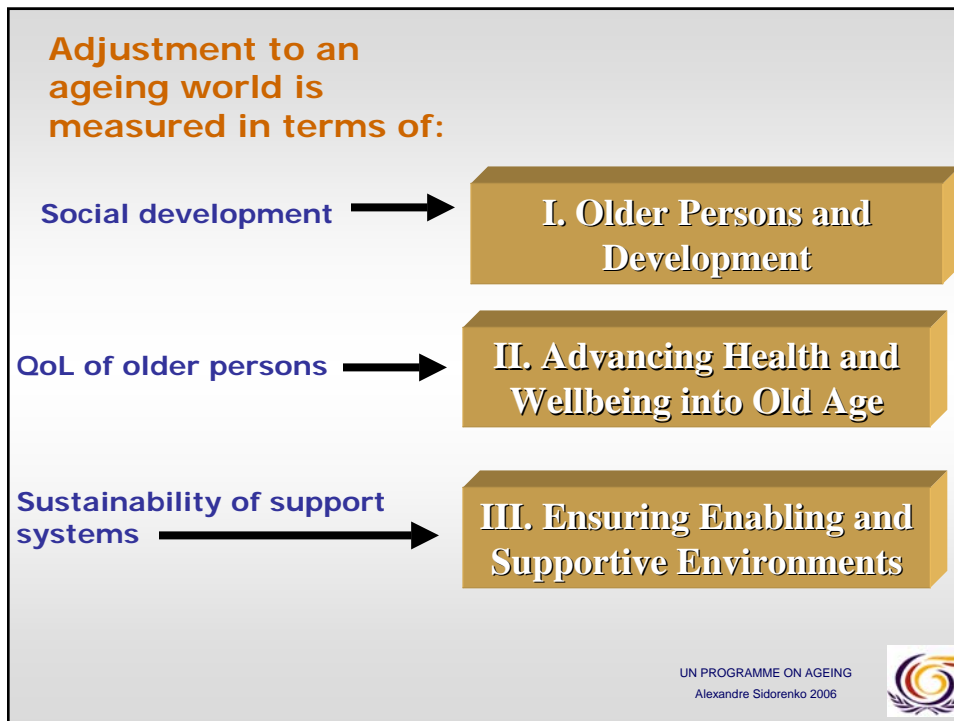 Adjustment to an
ageing world is
measured in terms of:
Social development
I. Older Persons and
Development
QoL of older persons
II. Advancing Health and
Wellbeing into Old Age
Sustainability of support
systems
III. Ensuring Enabling and
Supportive Environments
UN PROGRAMME ON AGEING
Alexandre Sidorenko 2006